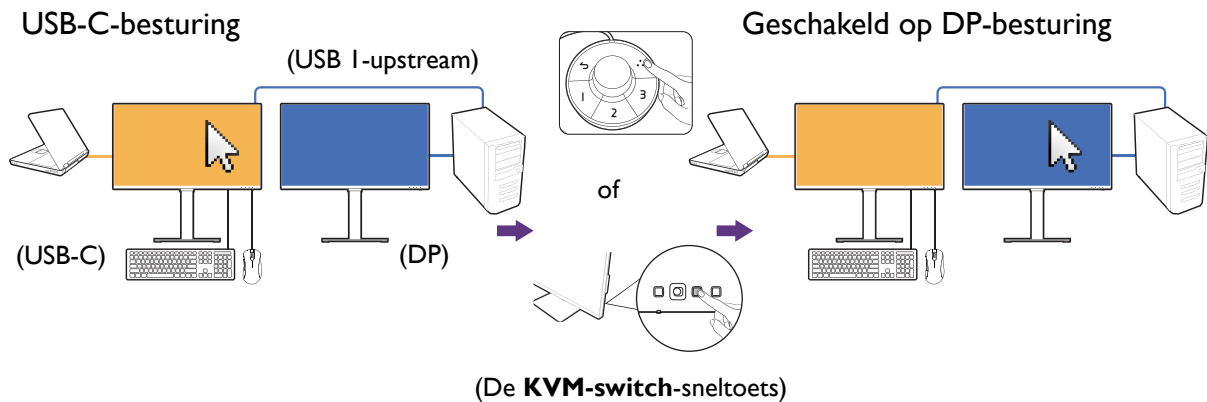 USB-C-besturing
Geschakeld op DP-besturing
(USB 1-upstream)
1
2
3
of
(USB-C)
(DP)
(De KVM-switch-sneltoets)